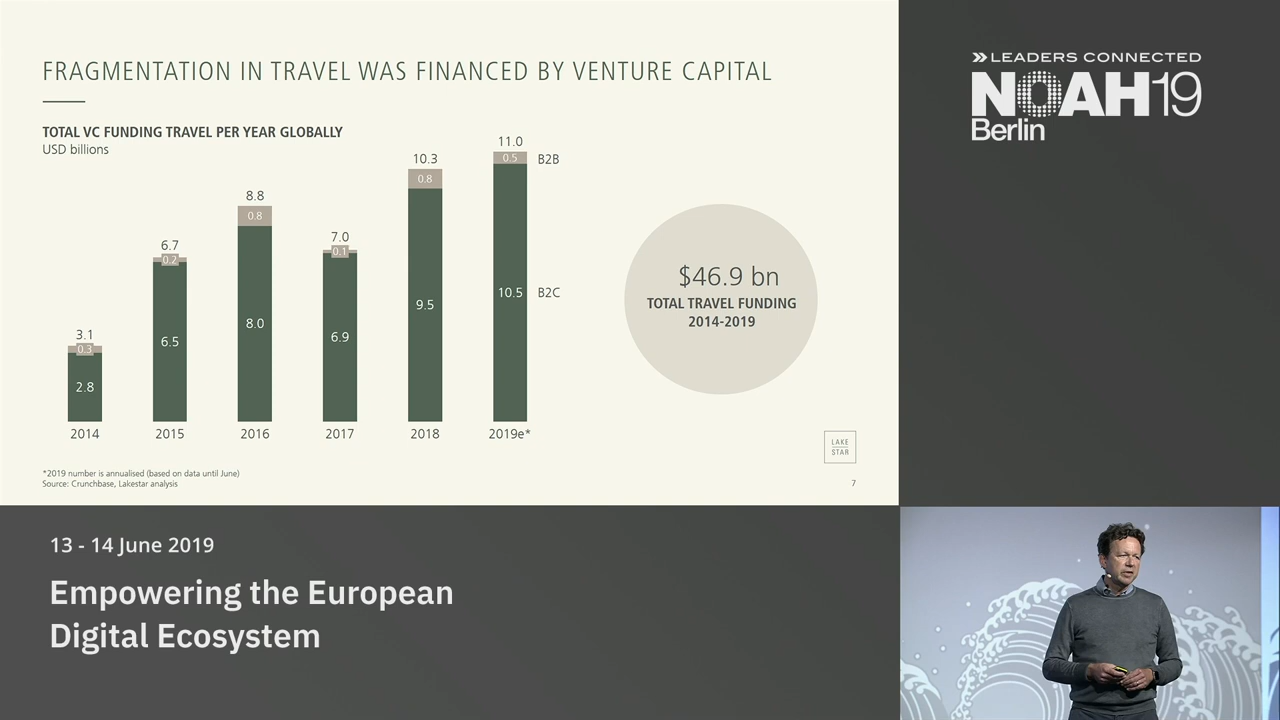 FRAGMENTATION IN TRAVEL WAS FINANCED BY VENTURE CAPITAL
TOTAL VC FUNDING TRAVEL PER YEAR GLOBALLY
USD billions
3.1
0.3
2.8
2014
6.7
0.2
6.5
2015
8.8
0.8
8.0
2016
7.0
0.1
6.9
2017
10.3
0.8
9.5
2018
11.0
0.5
10.5
2019e*
B2B
B2C
$46.9 bn
TOTAL TRAVEL FUNDING
2014-2019
*2019 number is annualised (based on data until June)
Source: Crunchbase, Lakestar analysis
LAKE
STAR
7
LEADERS CONNECTED
NOAH19
Berlin
13 - 14 June 2019
Empowering the European
Digital Ecosystem